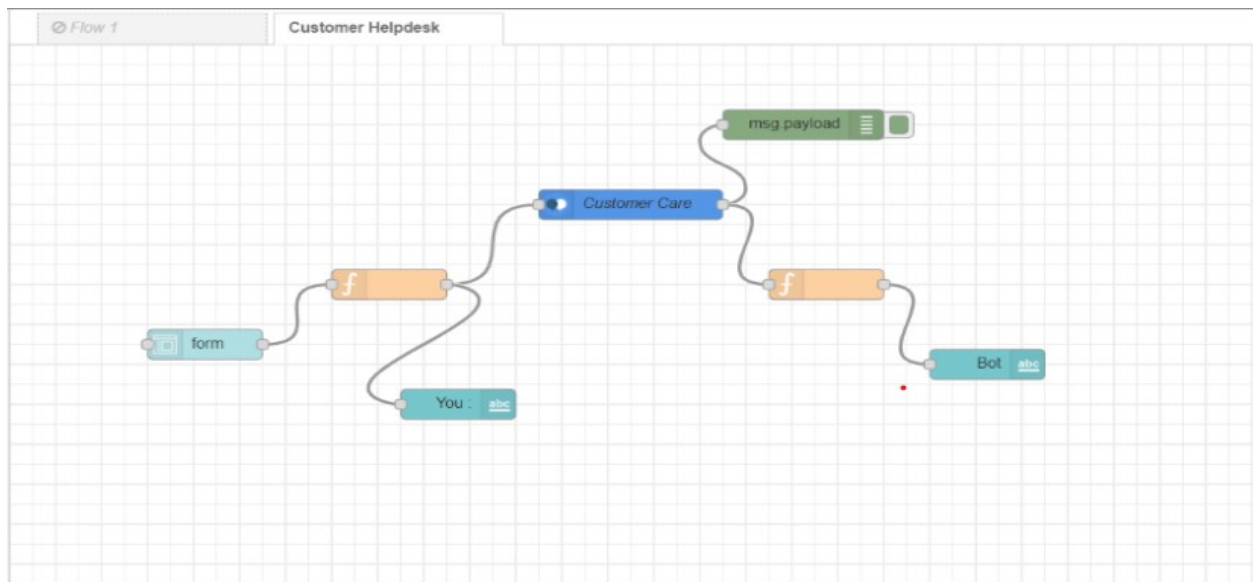 Flow 1
Customer Helpdesk
msg.payload
Customer Care
form
You :
abc
Bot
abc